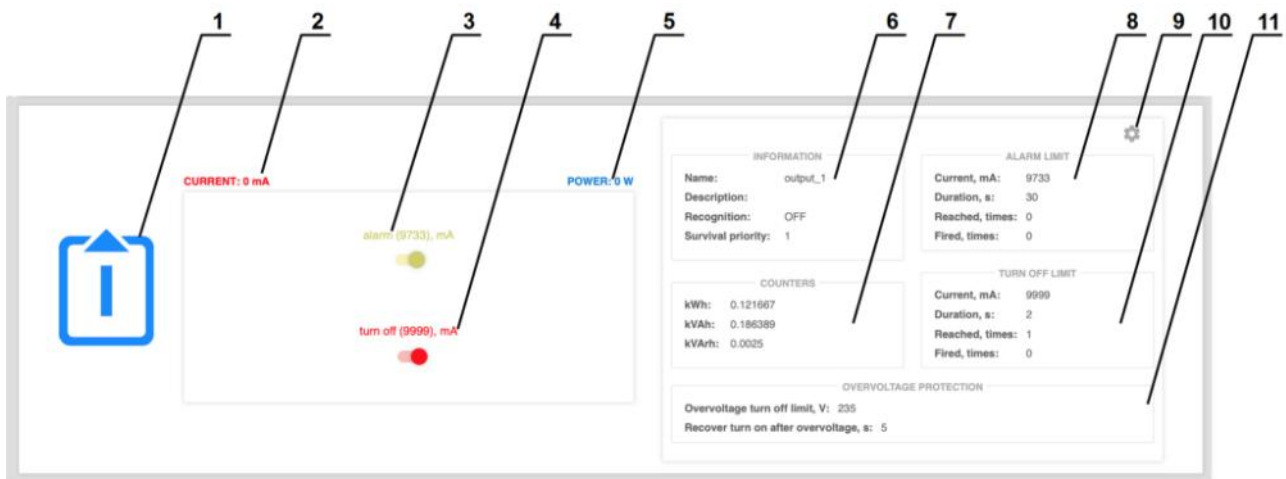 1 2 3 4 5 6 7 8 9 10 11
CURRENT: 0 mA
POWER: 0 W
alarm (9733), mA
turn off (9999), mA
INFORMATION
Name: output_1
Description:
Recognition: OFF
Survival priority: 1
COUNTERS
kWh: 0.121667
kVAh: 0.186389
kVArh: 0.0025
ALARM LIMIT
Current, mA: 9733
Duration, s: 30
Reached, times: 0
Fired, times: 0
TURN OFF LIMIT
Current, mA: 9999
Duration, s: 2
Reached, times: 1
Fired, times: 0
OVERVOLTAGE PROTECTION
Overvoltage turn off limit, V: 235
Recover turn on after overvoltage, s: 5